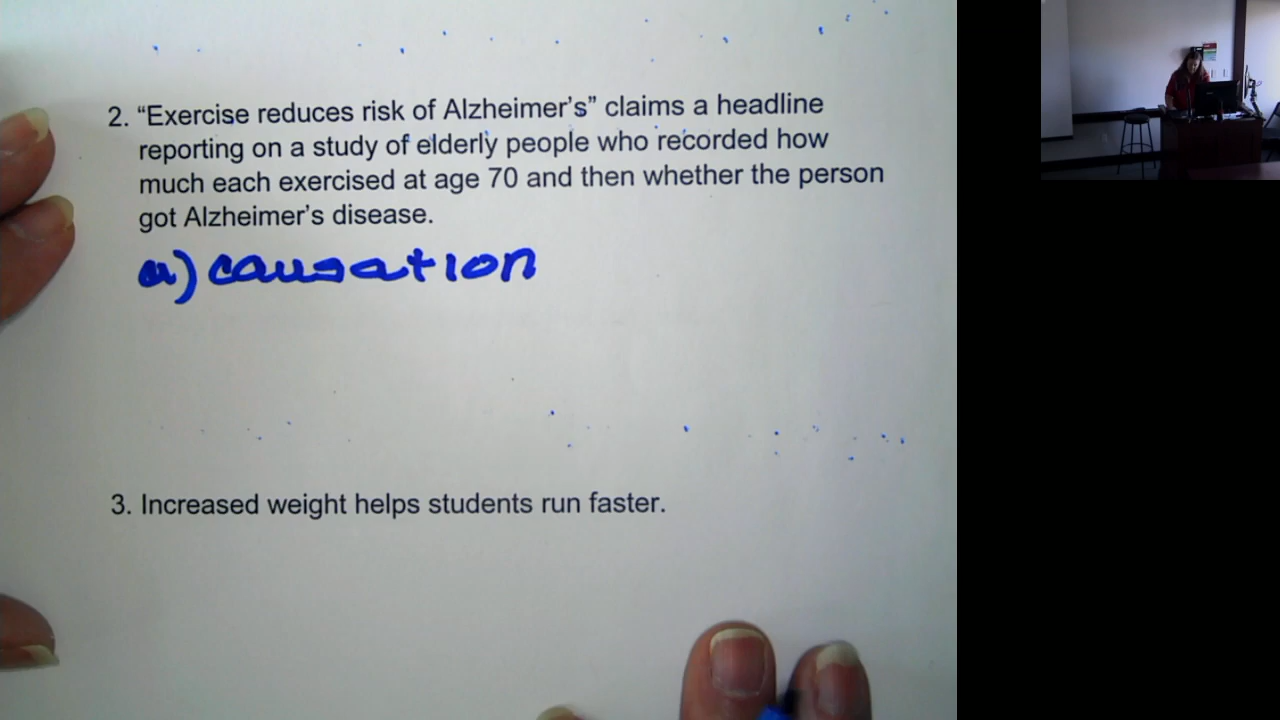 2. “Exercise reduces risk of Alzheimer’s” claims a headline
reporting on a study of elderly people who recorded how
much each exercised at age 70 and then whether the person
got Alzheimer’s disease.
a) causation
3. Increased weight helps students run faster.